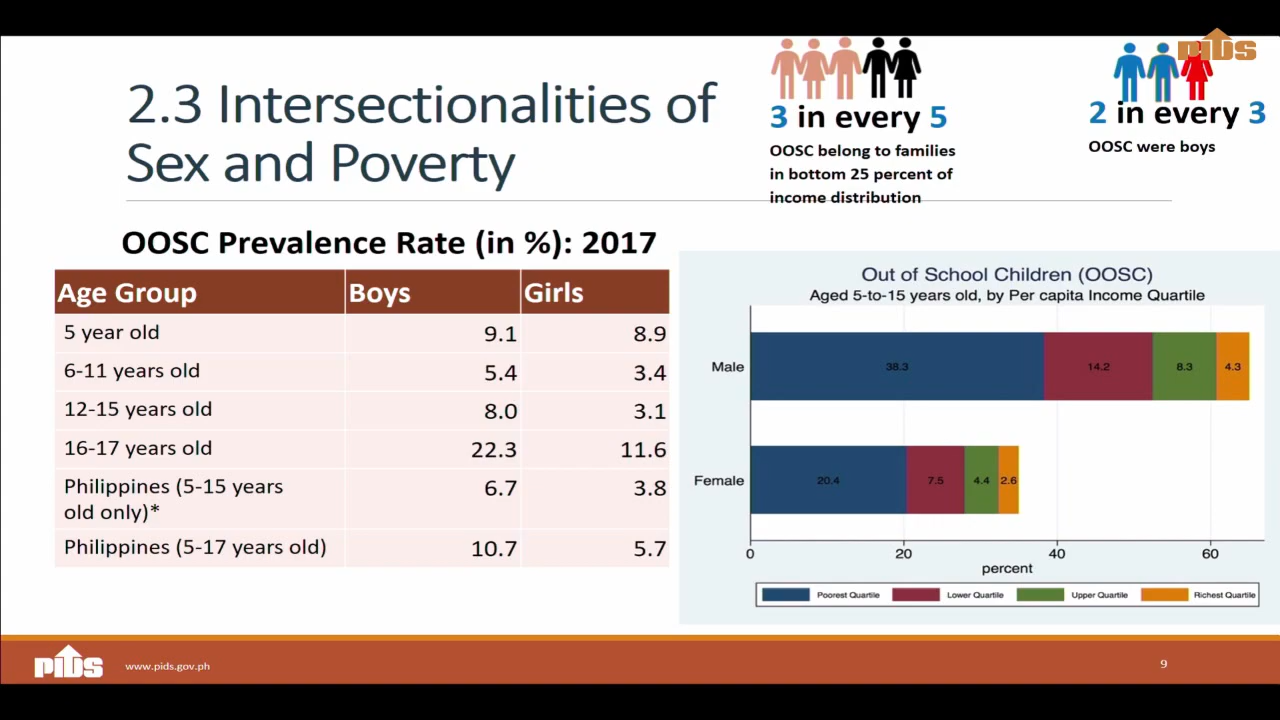 PIDS
2.3 Intersectionalities of
Sex and Poverty
3 in every 5
OOSC belong to families
in bottom 25 percent of
income distribution
2 in every 3
OOSC were boys
OOSC Prevalence Rate (in %): 2017
Age Group Boys Girls
5 year old 9.1 8.9
6-11 years old 5.4 3.4
12-15 years old 8.0 3.1
16-17 years old 22.3 11.6
Philippines (5-15 years
old only)* 6.7 3.8
Philippines (5-17 years old) 10.7 5.7
Out of School Children (OOSC)
Aged 5-to-15 years old, by Per capita Income Quartile
Male 38.3 14.2 8.3 4.3
Female 20.4 7.5 4.4 2.6
0 20 40 60
percent
Poorest Quartile Lower Quartile Upper Quartile Richest Quartile
PIDS www.pids.gov.ph 9